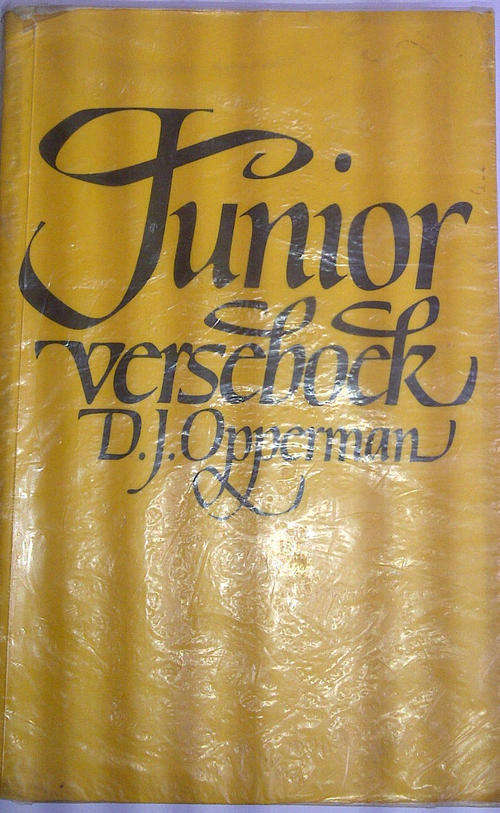 Junior
verseboek
D.J. Opperman